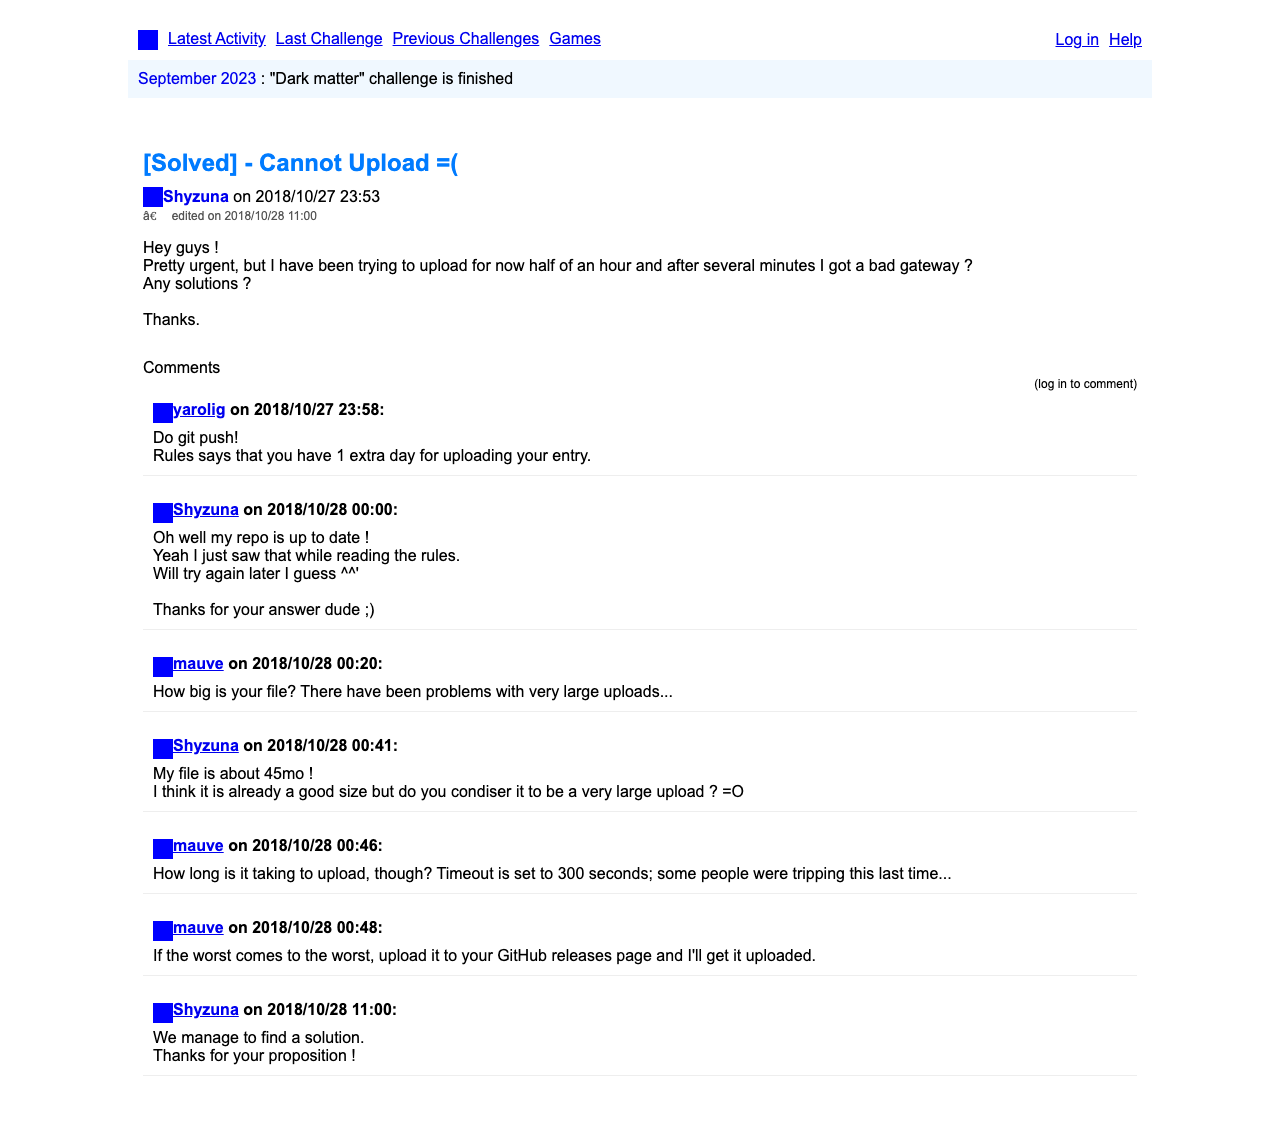 Latest Activity Last Challenge Previous Challenges Games Log in Help
September 2023 : "Dark matter" challenge is finished
[Solved] - Cannot Upload =(
Shyzuna on 2018/10/27 23:53
â€ edited on 2018/10/28 11:00
Hey guys !
Pretty urgent, but I have been trying to upload for now half of an hour and after several minutes I got a bad gateway ?
Any solutions ?
Thanks.
Comments
(log in to comment)
yarolig on 2018/10/27 23:58:
Do git push!
Rules says that you have 1 extra day for uploading your entry.
Shyzuna on 2018/10/28 00:00:
Oh well my repo is up to date !
Yeah I just saw that while reading the rules.
Will try again later I guess ^^'
Thanks for your answer dude ;)
mauve on 2018/10/28 00:20:
How big is your file? There have been problems with very large uploads...
Shyzuna on 2018/10/28 00:41:
My file is about 45mo !
I think it is already a good size but do you condiser it to be a very large upload ? =O
mauve on 2018/10/28 00:46:
How long is it taking to upload, though? Timeout is set to 300 seconds; some people were tripping this last time...
mauve on 2018/10/28 00:48:
If the worst comes to the worst, upload it to your GitHub releases page and I'll get it uploaded.
Shyzuna on 2018/10/28 11:00:
We manage to find a solution.
Thanks for your proposition !